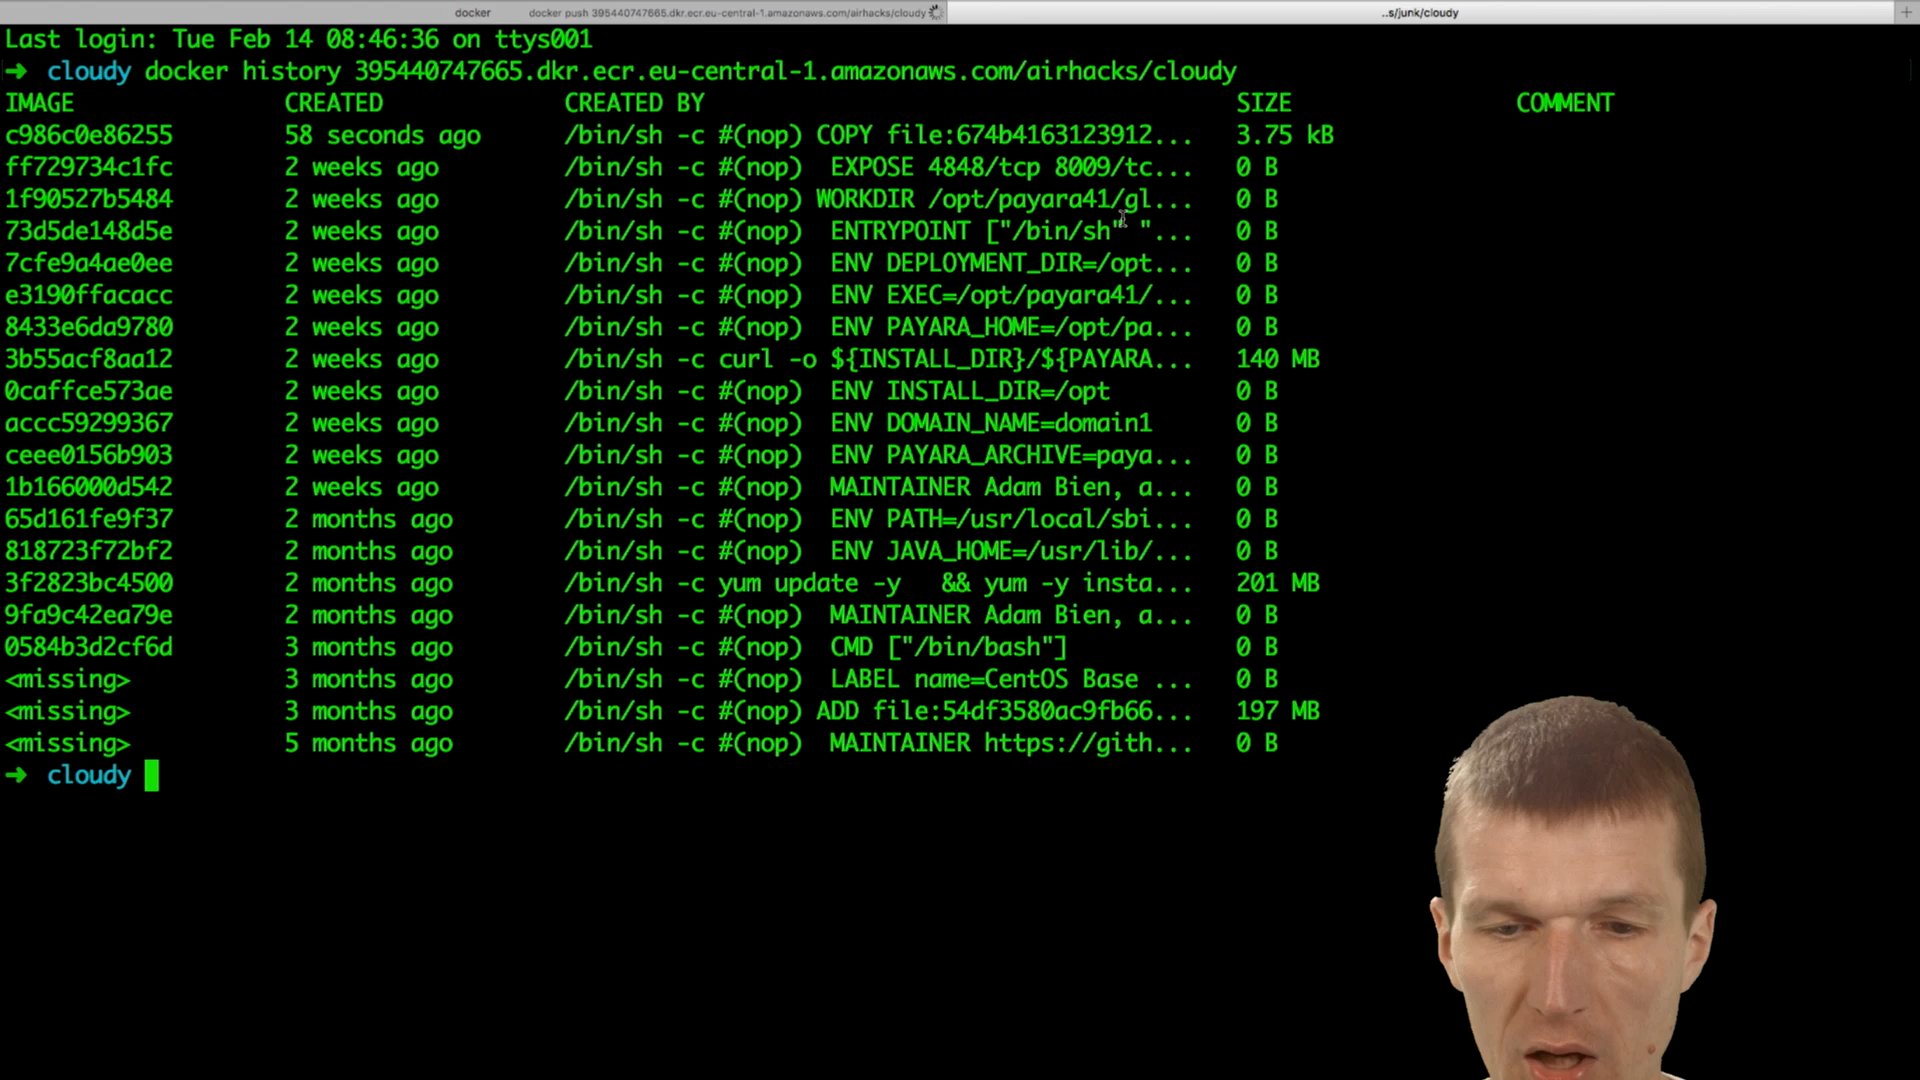 docker docker push 395440747665.dkr.ecr.eu-central-1.amazonaws.com/airhacks/cloudy ..s/junk/cloudy +
Last login: Tue Feb 14 08:46:36 on ttys001
➜ cloudy docker history 395440747665.dkr.ecr.eu-central-1.amazonaws.com/airhacks/cloudy
IMAGE CREATED CREATED BY SIZE COMMENT
c986c0e86255 58 seconds ago /bin/sh -c #(nop) COPY file:674b4163123912... 3.75 kB
ff729734c1fc 2 weeks ago /bin/sh -c #(nop) EXPOSE 4848/tcp 8009/tc... 0 B
1f90527b5484 2 weeks ago /bin/sh -c #(nop) WORKDIR /opt/payara41/gl... 0 B
73d5de148d5e 2 weeks ago /bin/sh -c #(nop) ENTRYPOINT ["/bin/sh" "... 0 B
7cfe9a4ae0ee 2 weeks ago /bin/sh -c #(nop) ENV DEPLOYMENT_DIR=/opt... 0 B
e3190ffacacc 2 weeks ago /bin/sh -c #(nop) ENV EXEC=/opt/payara41/... 0 B
8433e6da9780 2 weeks ago /bin/sh -c #(nop) ENV PAYARA_HOME=/opt/pa... 0 B
3b55acf8aa12 2 weeks ago /bin/sh -c curl -o ${INSTALL_DIR}/${PAYARA... 140 MB
0caffce573ae 2 weeks ago /bin/sh -c #(nop) ENV INSTALL_DIR=/opt 0 B
accc59299367 2 weeks ago /bin/sh -c #(nop) ENV DOMAIN_NAME=domain1 0 B
ceee0156b903 2 weeks ago /bin/sh -c #(nop) ENV PAYARA_ARCHIVE=paya... 0 B
1b166000d542 2 weeks ago /bin/sh -c #(nop) MAINTAINER Adam Bien, a... 0 B
65d161fe9f37 2 months ago /bin/sh -c #(nop) ENV PATH=/usr/local/sbi... 0 B
818723f72bf2 2 months ago /bin/sh -c #(nop) ENV JAVA_HOME=/usr/lib/... 0 B
3f2823bc4500 2 months ago /bin/sh -c yum update -y && yum -y insta... 201 MB
9fa9c42ea79e 2 months ago /bin/sh -c #(nop) MAINTAINER Adam Bien, a... 0 B
0584b3d2cf6d 3 months ago /bin/sh -c #(nop) CMD ["/bin/bash"] 0 B
<missing> 3 months ago /bin/sh -c #(nop) LABEL name=CentOS Base ... 0 B
<missing> 3 months ago /bin/sh -c #(nop) ADD file:54df3580ac9fb66... 197 MB
<missing> 5 months ago /bin/sh -c #(nop) MAINTAINER https://gith... 0 B
➜ cloudy